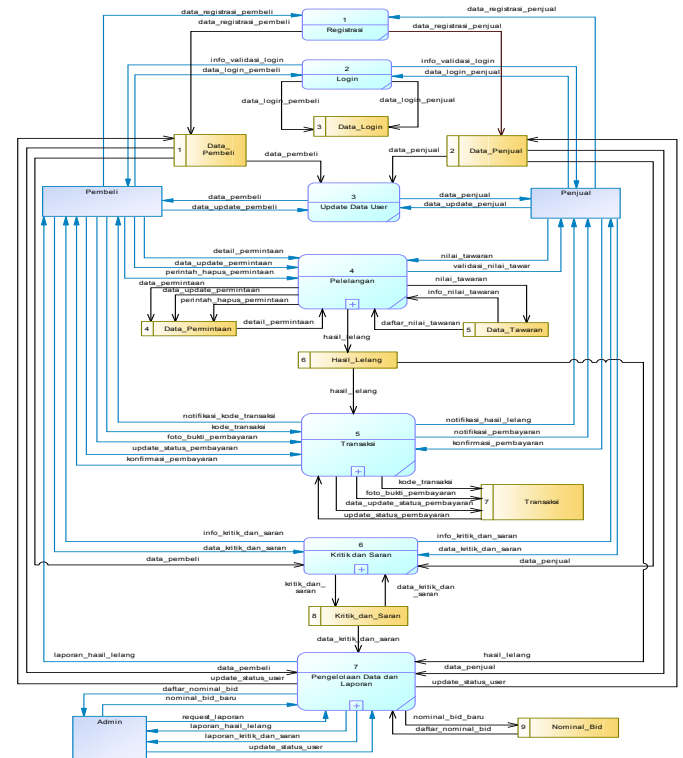 data_registrasi_pembeli
data_registrasi_penjual
1
data_registrasi_pembeli
data_registrasi_penjual
Registrasi
info_validasi_login
2
info_validasi_login
data_login_pembeli
Login
data_login_penjual
data_login_pembeli
data_login_penjual
3
Data_Login
1
Data_
Pembeli
2
Data_Penjual
data_pembeli
data_penjual
Pembeli
data_pembeli
data_update_pembeli
3
Update Data User
data_penjual
data_update_penjual
Penjual
detail_permintaan
data_update_permintaan
perintah_hapus_permintaan
4
Pelelangan
nilai_tawaran
validasi_nilai_tawar
data_permintaan
data_update_permintaan
perintah_hapus_permintaan
nilai_tawaran
info_nilai_tawaran
4
Data_Permintaan
detail_permintaan
daftar_nilai_tawaran
5
Data_Tawaran
hasil_lelang
6
Hasil_Lelang
hasil_lelang
notifikasi_kode_transaksi
kode_transaksi
foto_bukti_pembayaran
update_status_pembayaran
konfirmasi_pembayaran
5
Transaksi
notifikasi_hasil_lelang
notifikasi_pembayaran
konfirmasi_pembayaran
kode_transaksi
foto_bukti_pembayaran
data_update_status_pembayaran
update_status_pembayaran
7
Transaksi
info_kritik_dan_saran
data_kritik_dan_saran
data_pembeli
6
Kritik dan Saran
info_kritik_dan_saran
data_kritik_dan_saran
data_penjual
kritik_dan_
saran
data_kritik_dan
_saran
8
Kritik_dan_Saran
data_kritik_dan_saran
laporan_hasil_lelang
data_pembeli
update_status_user
7
Pengelolaan Data dan
Laporan
hasil_lelang
data_penjual
update_status_user
daftar_nominal_bid
nominal_bid_baru
Admin
request_laporan
laporan_hasil_lelang
laporan_kritik_dan_saran
update_status_user
nominal_bid_baru
daftar_nominal_bid
9
Nominal_Bid